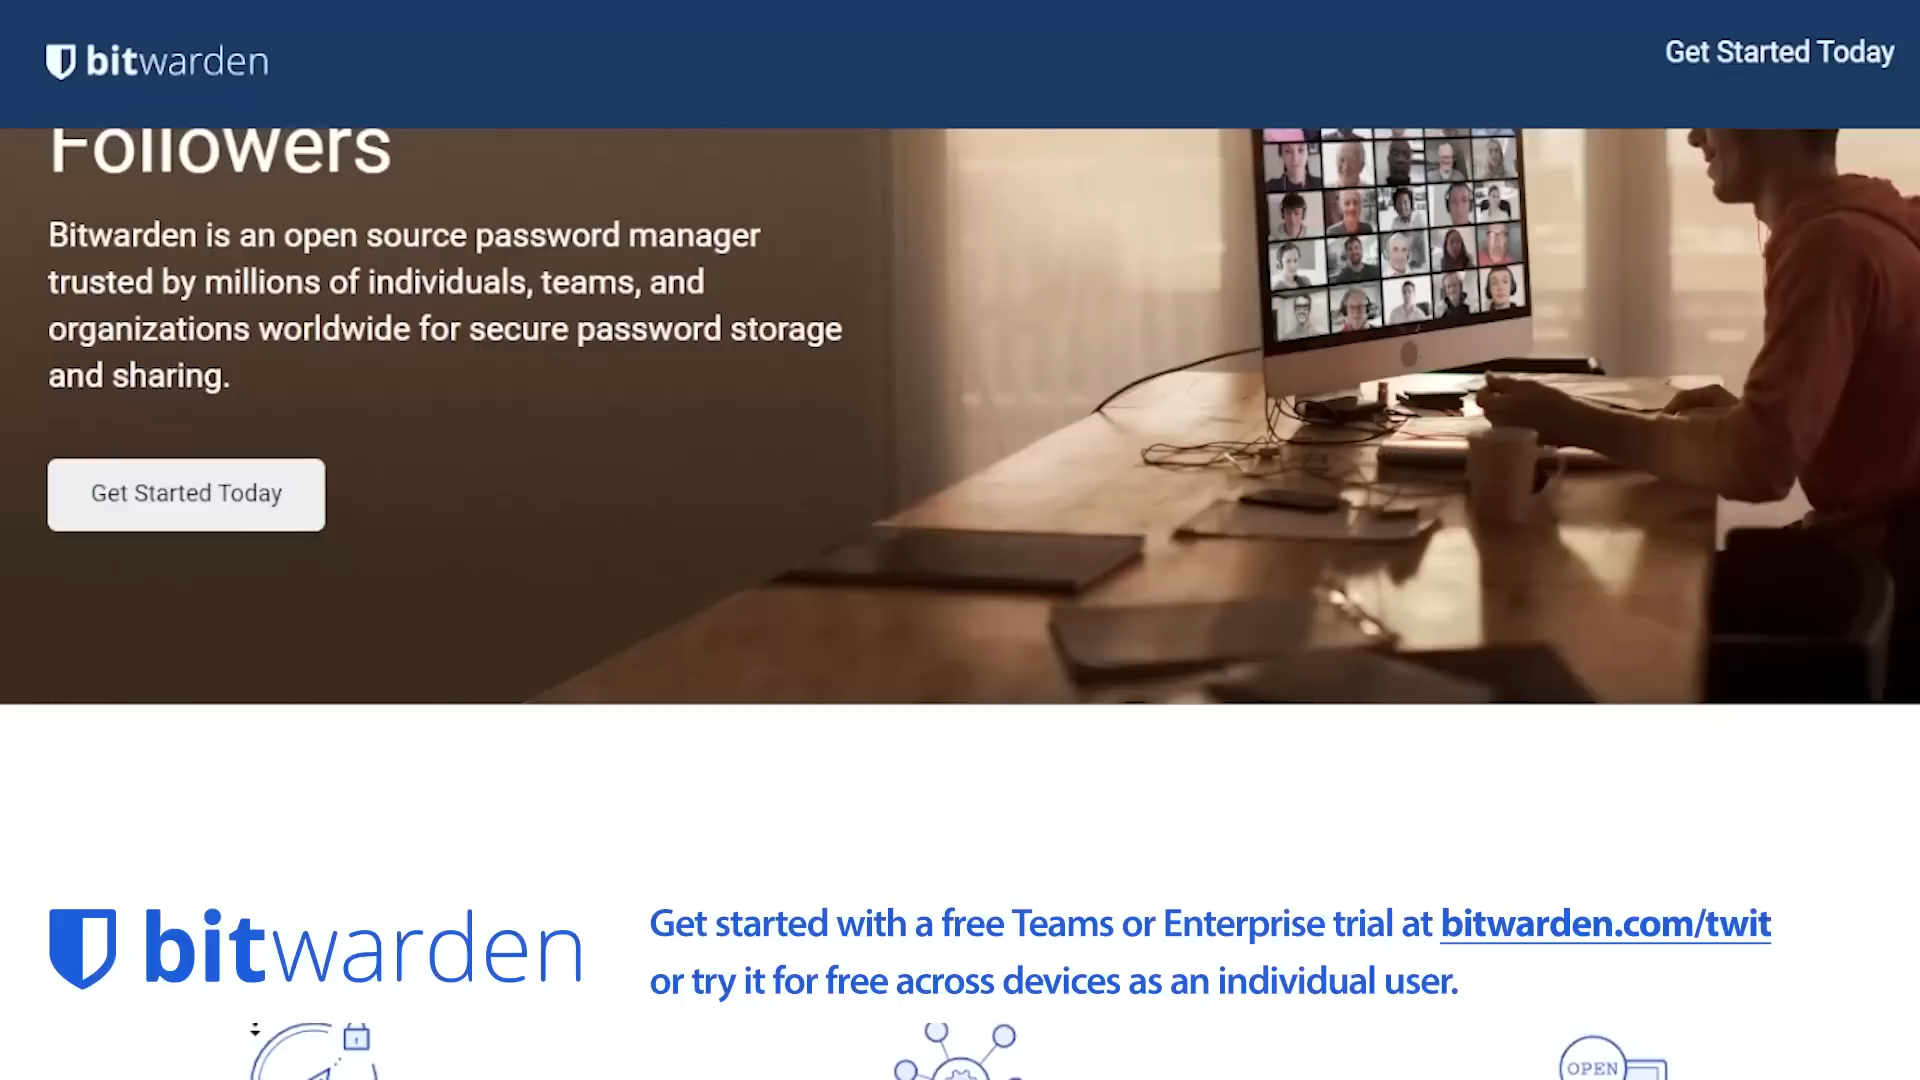 bitwarden
Get Started Today
Followers
Bitwarden is an open source password manager
trusted by millions of individuals, teams, and
organizations worldwide for secure password storage
and sharing.
Get Started Today
bitwarden
Get started with a free Teams or Enterprise trial at bitwarden.com/twit
or try it for free across devices as an individual user.
OPEN